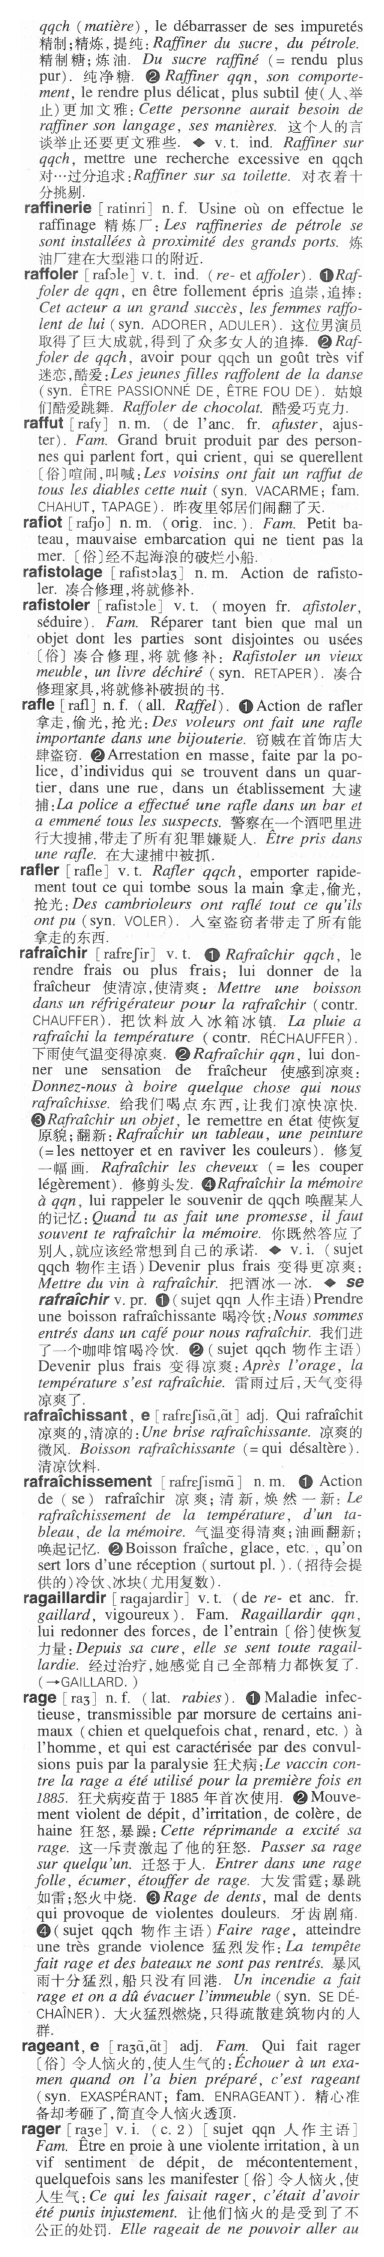 qqch (matière), le débarrasser de ses impuretés
精制;精炼,提纯:Raffiner du sucre, du pétrole.
精制糖;炼油. Du sucre raffiné (= rendu plus
pur). 纯净糖. ❷ Raffiner qqn, son comporte-
ment, le rendre plus délicat, plus subtil 使(人、举
止)更加文雅: Cette personne aurait besoin de
raffiner son langage, ses manières. 这个人的言
谈举止还要更文雅些. ◆ v. t. ind. Raffiner sur
qqch, mettre une recherche excessive en qqch
对…过分追求:Raffiner sur sa toilette. 对衣着十
分挑剔.
raffinerie [ratinri] n. f. Usine où on effectue le
raffinage 精炼厂: Les raffineries de pétrole se
sont installées à proximité des grands ports. 炼
油厂建在大型港口的附近.
raffoler [rafɔle] v. t. ind. (re- et affoler). ❶Raf-
foler de qqn, en être follement épris 追崇,追捧:
Cet acteur a un grand succès, les femmes raffo-
lent de lui (syn. ADORER, ADULER). 这位男演员
取得了巨大成就,得到了众多女人的追捧. ❷ Raf-
foler de qqch, avoir pour qqch un goût très vif
迷恋,酷爱:Les jeunes filles raffolent de la danse
(syn. ÊTRE PASSIONNÉ DE, ÊTRE FOU DE). 姑娘
们酷爱跳舞. Raffoler de chocolat. 酷爱巧克力.
raffut [rafy] n. m. (de l'anc. fr. afuster, ajus-
ter). Fam. Grand bruit produit par des person-
nes qui parlent fort, qui crient, qui se querellent
〔俗〕喧闹,叫喊:Les voisins ont fait un raffut de
tous les diables cette nuit (syn. VACARME; fam.
CHAHUT, TAPAGE). 昨夜里邻居们闹翻了天.
rafiot [rafjo] n. m. (orig. inc.). Fam. Petit ba-
teau, mauvaise embarcation qui ne tient pas la
mer. 〔俗〕经不起海浪的破烂小船.
rafistolage [rafistɔlaʒ] n. m. Action de rafisto-
ler. 凑合修理,将就修补.
rafistoler [rafistɔle] v. t. (moyen fr. afistoler,
séduire). Fam. Réparer tant bien que mal un
objet dont les parties sont disjointes ou usées
〔俗〕凑合修理,将就修补: Rafistoler un vieux
meuble, un livre déchiré (syn. RETAPER). 凑合
修理家具,将就修补破损的书.
rafle [rafl] n. f. (all. Raffel). ❶Action de rafler
拿走,偷光,抢光:Des voleurs ont fait une rafle
importante dans une bijouterie. 窃贼在首饰店大
肆盗窃. ❷Arrestation en masse, faite par la po-
lice, d'individus qui se trouvent dans un quar-
tier, dans une rue, dans un établissement 大逮
捕:La police a effectué une rafle dans un bar et
a emmené tous les suspects. 警察在一个酒吧里进
行大搜捕,带走了所有犯罪嫌疑人. Être pris dans
une rafle. 在大逮捕中被抓.
rafler [rafle] v. t. Rafler qqch, emporter rapide-
ment tout ce qui tombe sous la main 拿走,偷光,
抢光:Des cambrioleurs ont raflé tout ce qu'ils
ont pu (syn. VOLER). 入室盗窃者带走了所有能
拿走的东西.
rafraîchir [rafreʃir] v. t. ❶ Rafraîchir qqch, le
rendre frais ou plus frais; lui donner de la
fraîcheur 使清凉,使清爽: Mettre une boisson
dans un réfrigérateur pour la rafraîchir (contr.
CHAUFFER). 把饮料放入冰箱冰镇. La pluie a
rafraîchi la température (contr. RÉCHAUFFER).
下雨使气温变得凉爽. ❷Rafraîchir qqn, lui don-
ner une sensation de fraîcheur 使感到凉爽:
Donnez-nous à boire quelque chose qui nous
rafraîchisse. 给我们喝点东西,让我们凉快凉快.
❸Rafraîchir un objet, le remettre en état 使恢复
原貌;翻新:Rafraîchir un tableau, une peinture
(=les nettoyer et en raviver les couleurs). 修复
一幅画. Rafraîchir les cheveux (= les couper
légèrement). 修剪头发. ❹Rafraîchir la mémoire
à qqn, lui rappeler le souvenir de qqch 唤醒某人
的记忆:Quand tu as fait une promesse, il faut
souvent te rafraîchir la mémoire. 你既然答应了
别人,就应该经常想到自己的承诺. ◆ v. i. (sujet
qqch 物作主语) Devenir plus frais 变得更凉爽:
Mettre du vin à rafraîchir. 把酒冰一冰. ◆ se
rafraîchir v. pr. ❶(sujet qqn 人作主语)Prendre
une boisson rafraîchissante 喝冷饮:Nous sommes
entrés dans un café pour nous rafraîchir. 我们进
了一个咖啡馆喝冷饮. ❷(sujet qqch 物作主语)
Devenir plus frais 变得凉爽:Après l'orage, la
température s'est rafraîchie. 雷雨过后,天气变得
凉爽了.
rafraîchissant, e [rafreʃisɑ̃,ɑ̃t] adj. Qui rafraîchit
凉爽的,清凉的:Une brise rafraîchissante. 凉爽的
微风. Boisson rafraîchissante (=qui désaltère).
清凉饮料.
rafraîchissement [rafreʃismɑ̃] n. m. ❶ Action
de (se) rafraîchir 凉爽;清新,焕然一新: Le
rafraîchissement de la température, d'un ta-
bleau, de la mémoire. 气温变得清爽;油画翻新;
唤起记忆. ❷Boisson fraîche, glace, etc., qu'on
sert lors d'une réception (surtout pl.). (招待会提
供的)冷饮、冰块(尤用复数).
ragaillardir [ragajardir] v. t. (de re- et anc. fr.
gaillard, vigoureux). Fam. Ragaillardir qqn,
lui redonner des forces, de l'entrain 〔俗〕使恢复
力量:Depuis sa cure, elle se sent toute ragail-
lardie. 经过治疗,她感觉自己全部精力都恢复了.
(→GAILLARD.)
rage [raʒ] n. f. (lat. rabies). ❶Maladie infec-
tieuse, transmissible par morsure de certains ani-
maux (chien et quelquefois chat, renard, etc.) à
l'homme, et qui est caractérisée par des convul-
sions puis par la paralysie 狂犬病:Le vaccin con-
tre la rage a été utilisé pour la première fois en
1885. 狂犬病疫苗于 1885 年首次使用. ❷Mouve-
ment violent de dépit, d'irritation, de colère, de
haine 狂怒,暴躁: Cette réprimande a excité sa
rage. 这一斥责激起了他的狂怒. Passer sa rage
sur quelqu'un. 迁怒于人. Entrer dans une rage
folle, écumer, étouffer de rage. 大发雷霆;暴跳
如雷;怒火中烧. ❸Rage de dents, mal de dents
qui provoque de violentes douleurs. 牙齿剧痛.
❹(sujet qqch 物作主语) Faire rage, atteindre
une très grande violence 猛烈发作: La tempête
fait rage et des bateaux ne sont pas rentrés. 暴风
雨十分猛烈,船只没有回港. Un incendie a fait
rage et on a dû évacuer l'immeuble (syn. SE DÉ-
CHAÎNER). 大火猛烈燃烧,只得疏散建筑物内的人
群.
rageant, e [raʒɑ̃,ɑ̃t] adj. Fam. Qui fait rager
〔俗〕令人恼火的,使人生气的:Échouer à un exa-
men quand on l'a bien préparé, c'est rageant
(syn. EXASPÉRANT; fam. ENRAGEANT). 精心准
备却考砸了,简直令人恼火透顶.
rager [raʒe] v. i. (c. 2) [sujet qqn 人作主语]
Fam. Être en proie à une violente irritation, à un
vif sentiment de dépit, de mécontentement,
quelquefois sans les manifester〔俗〕令人恼火,使
人生气:Ce qui les faisait rager, c'était d'avoir
été punis injustement. 让他们恼火的是受到了不
公正的处罚. Elle rageait de ne pouvoir aller au